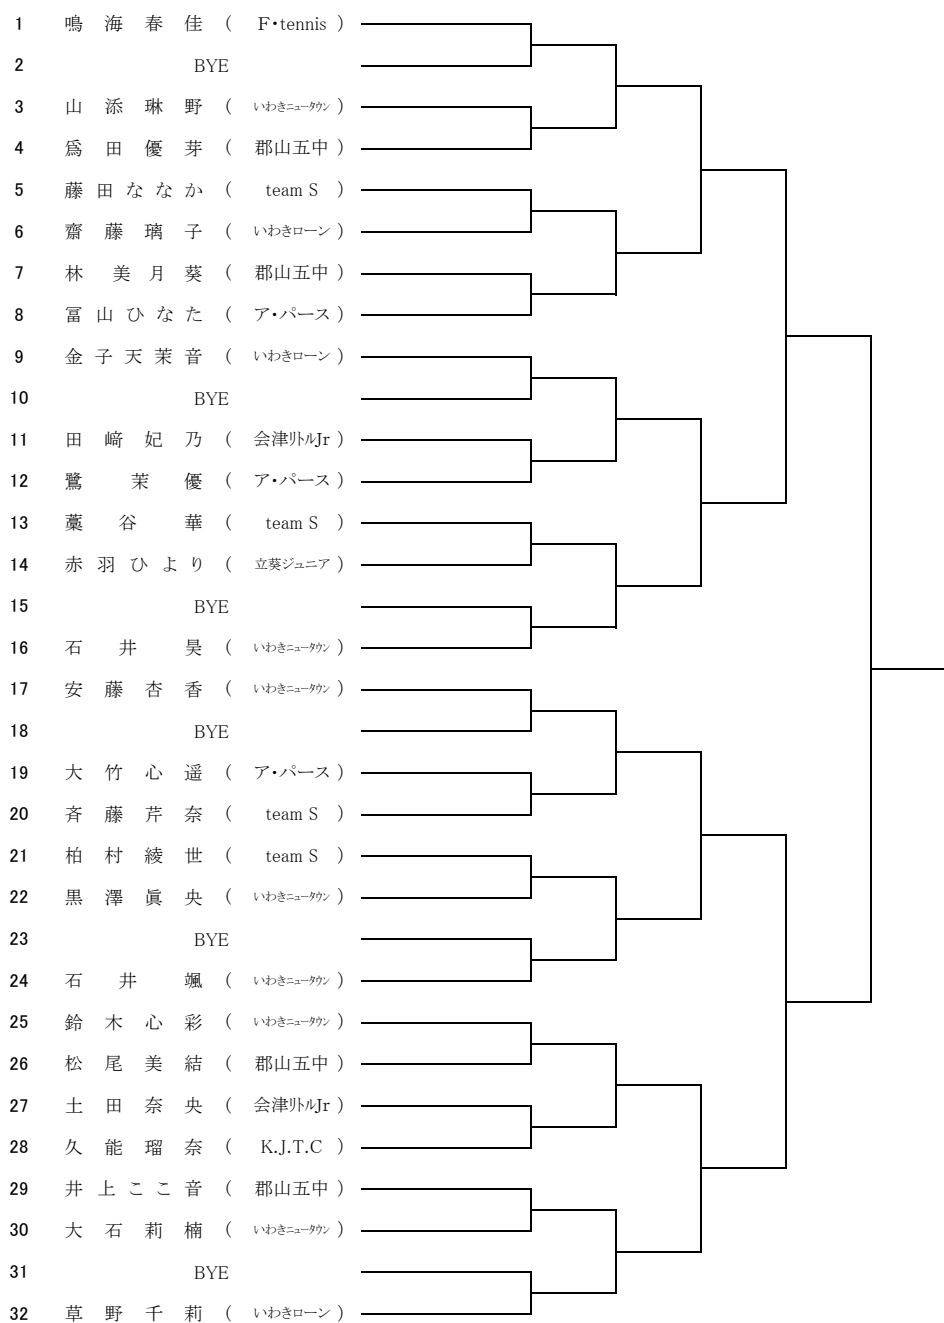 1 鳴海春佳 ( F・tennis )
2 BYE
3 山添琳野 ( いわきニュータウン )
4 爲田優芽 ( 郡山五中 )
5 藤田ななか ( team S )
6 齋藤璃子 ( いわきローン )
7 林美月葵 ( 郡山五中 )
8 冨山ひなた ( ア・パース )
9 金子天茉音 ( いわきローン )
10 BYE
11 田﨑妃乃 ( 会津リトルJr )
12 鷺茉優 ( ア・パース )
13 藁谷華 ( team S )
14 赤羽ひより ( 立葵ジュニア )
15 BYE
16 石井昊 ( いわきニュータウン )
17 安藤杏香 ( いわきニュータウン )
18 BYE
19 大竹心遥 ( ア・パース )
20 斉藤芹奈 ( team S )
21 柏村綾世 ( team S )
22 黒澤眞央 ( いわきニュータウン )
23 BYE
24 石井颯 ( いわきニュータウン )
25 鈴木心彩 ( いわきニュータウン )
26 松尾美結 ( 郡山五中 )
27 土田奈央 ( 会津リトルJr )
28 久能瑠奈 ( K.J.T.C )
29 井上ここ音 ( 郡山五中 )
30 大石莉楠 ( いわきニュータウン )
31 BYE
32 草野千莉 ( いわきローン )